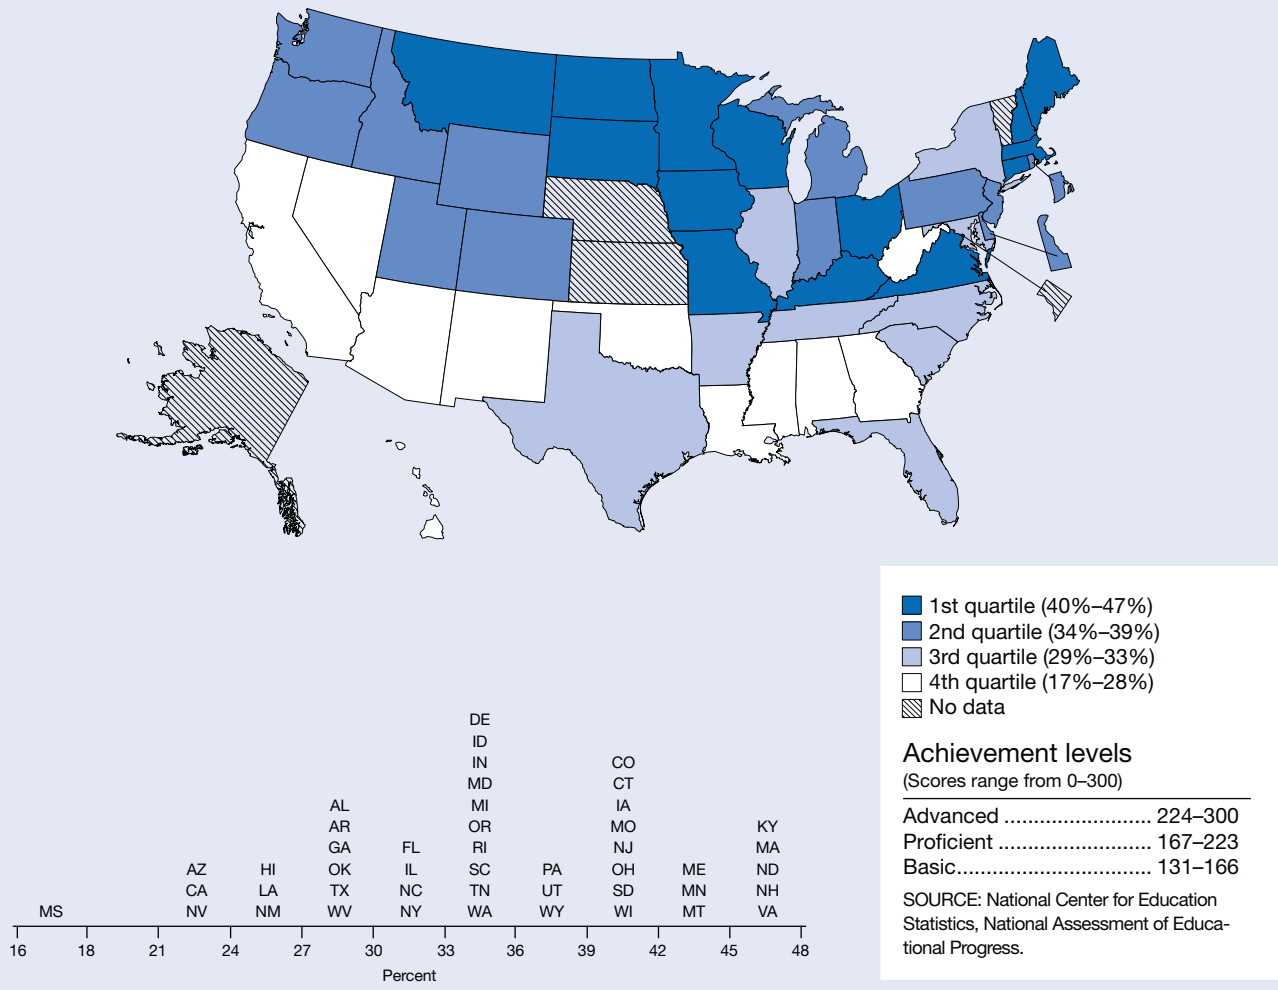 1st quartile (40%–47%)
2nd quartile (34%–39%)
3rd quartile (29%–33%)
4th quartile (17%–28%)
No data
Achievement levels
(Scores range from 0–300)
Advanced .......................... 224–300
Proficient ........................... 167–223
Basic.................................. 131–166
SOURCE: National Center for Education
Statistics, National Assessment of Educa-
tional Progress.
DE
ID
IN CO
MD CT
AL MI IA
AR OR MO KY
GA FL RI NJ MA
AZ HI OK IL SC PA OH ME ND
CA LA TX NC TN UT SD MN NH
MS NV NM WV NY WA WY WI MT VA
16 18 21 24 27 30 33 36 39 42 45 48
Percent